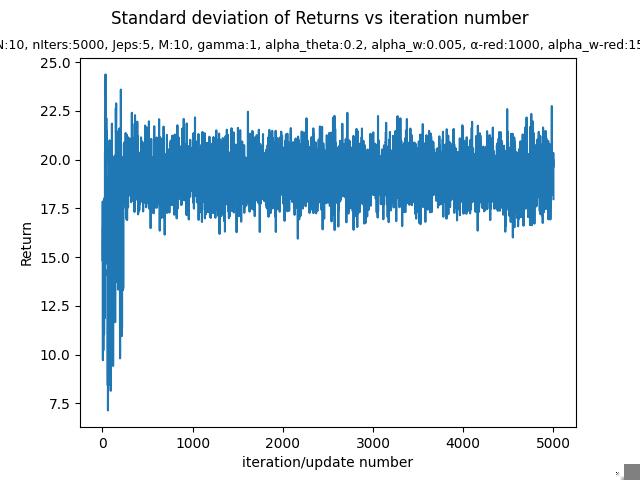 Standard deviation of Returns vs iteration number
:10, nIters:5000, Jeps:5, M:10, gamma:1, alpha_theta:0.2, alpha_w:0.005, α-red:1000, alpha_w-red:15
25.0
22.5
20.0
17.5
15.0
12.5
10.0
7.5
Return
0 1000 2000 3000 4000 5000
iteration/update number